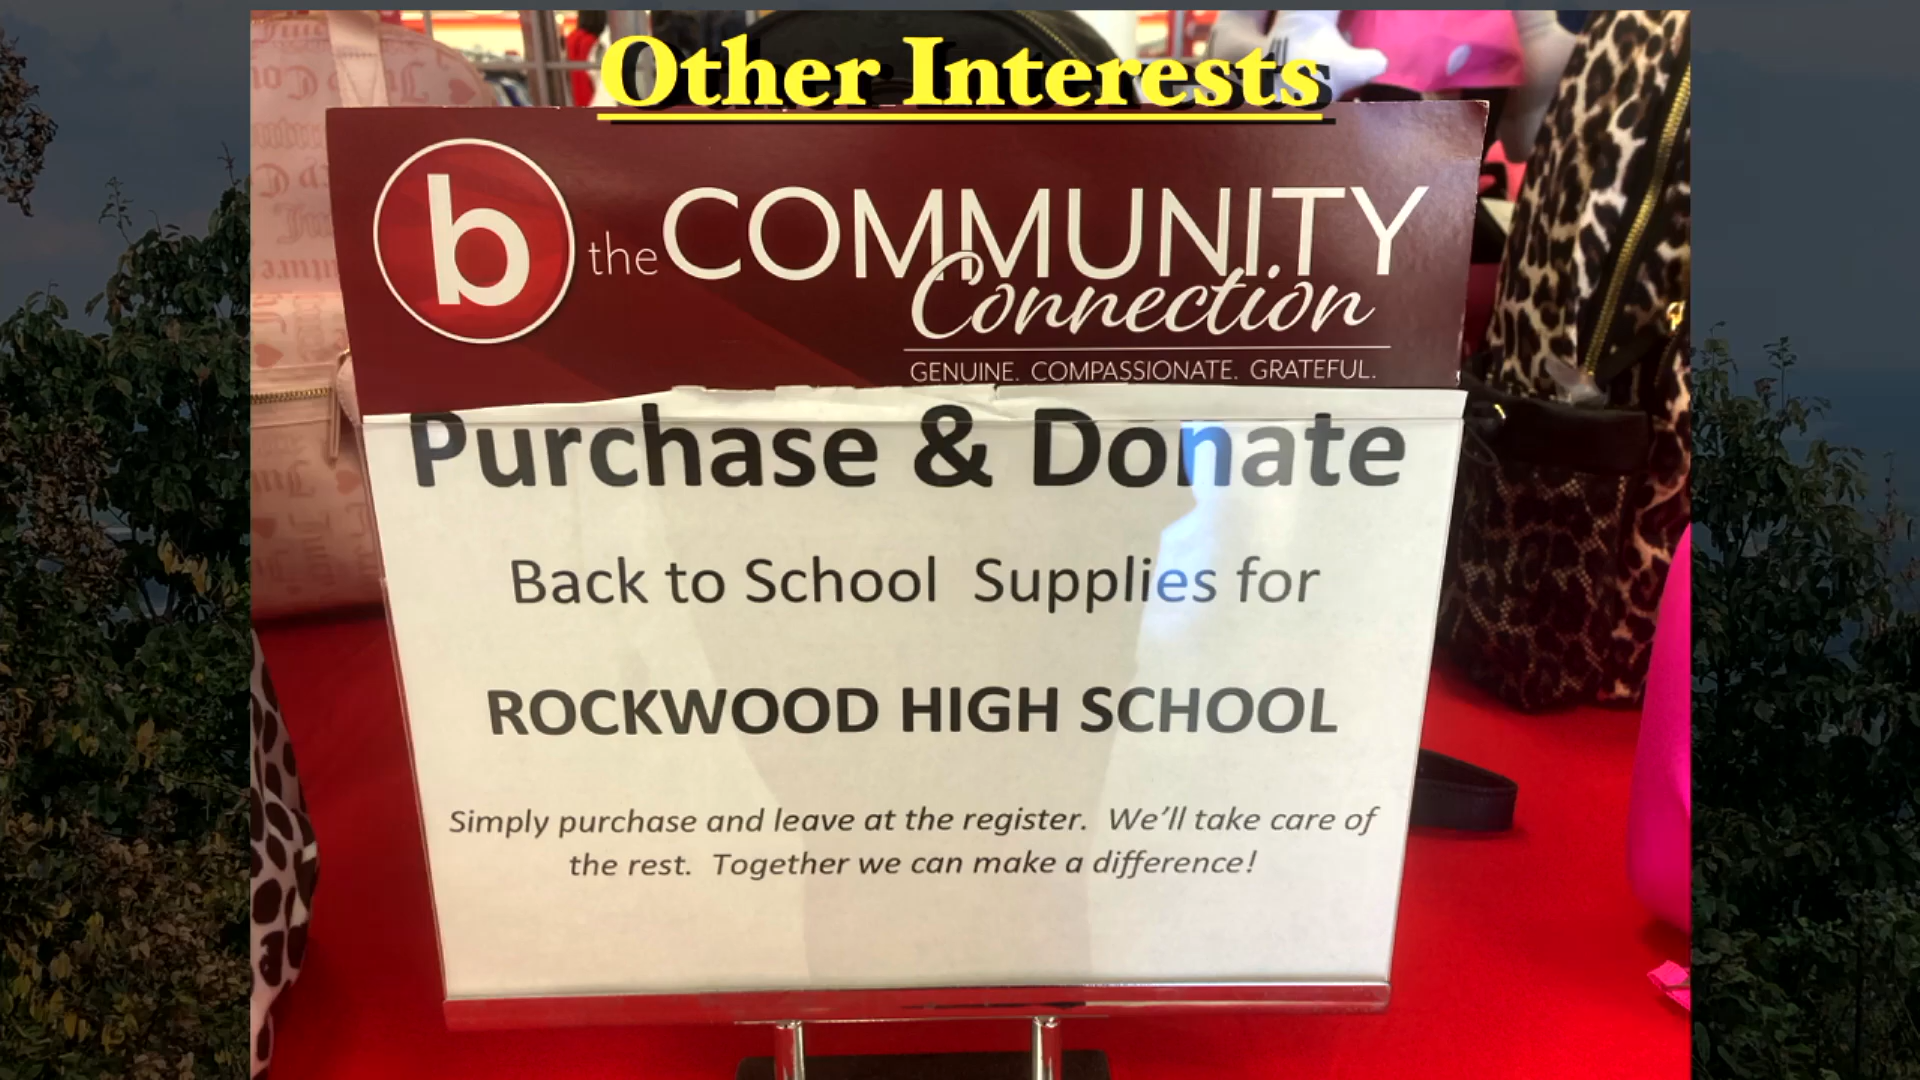 Other Interests
b the COMMUNITY
Connection
GENUINE. COMPASSIONATE. GRATEFUL.
Purchase & Donate
Back to School Supplies for
ROCKWOOD HIGH SCHOOL
Simply purchase and leave at the register. We'll take care of
the rest. Together we can make a difference!